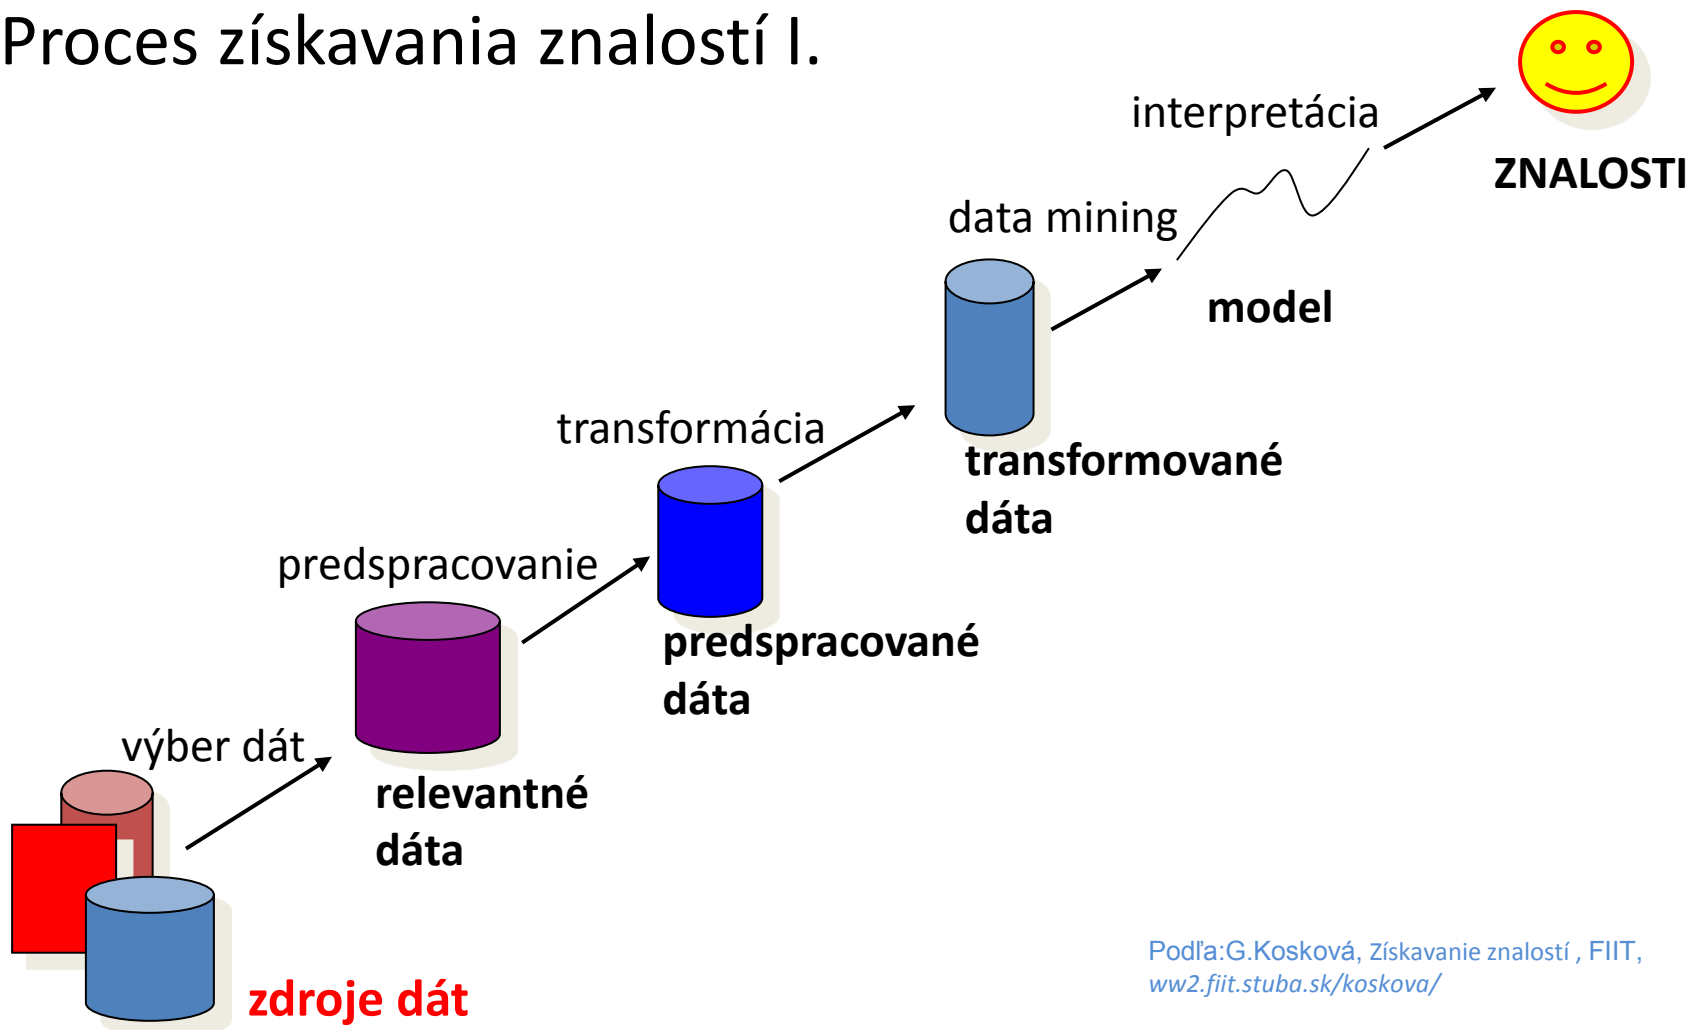 Proces získavania znalostí I.
interpretácia
ZNALOSTI
data mining
model
transformácia
transformované
dáta
predspracovanie
predspracované
dáta
výber dát
relevantné
dáta
zdroje dát
Podľa:G.Kosková, Získavanie znalostí , FIIT,
ww2.fiit.stuba.sk/koskova/